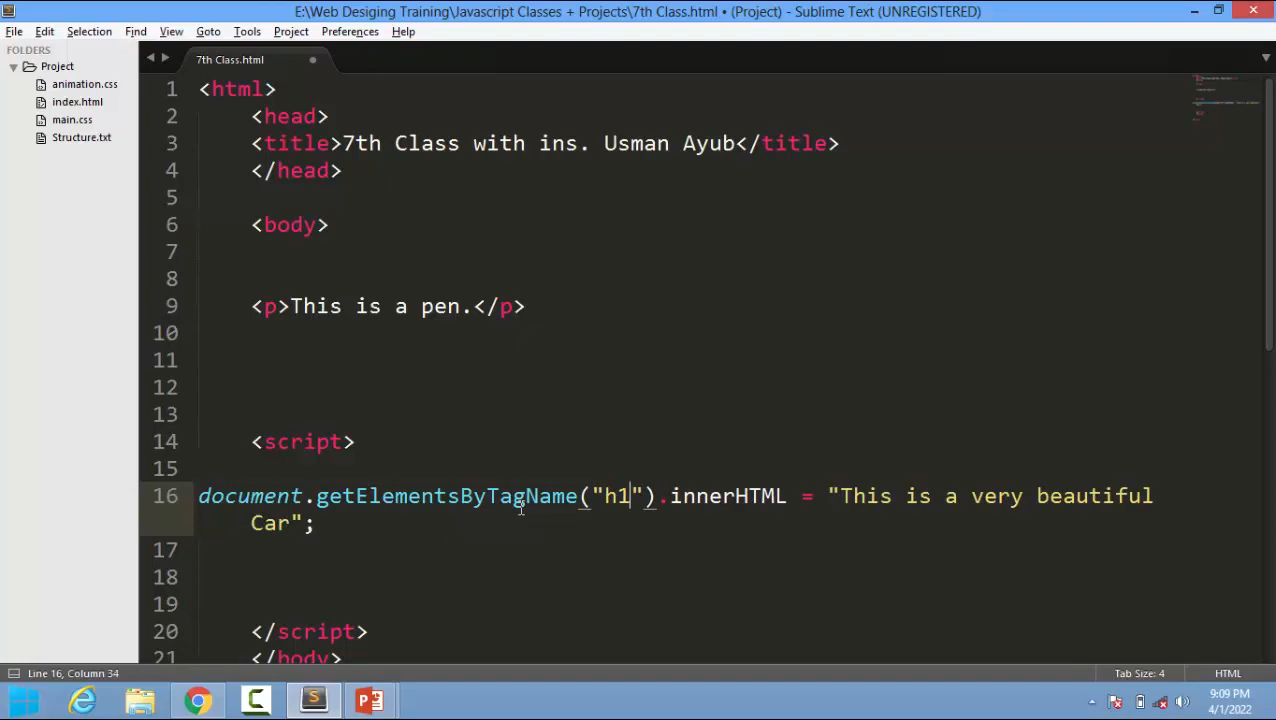 E:\Web Desiging Training\Javascript Classes + Projects\7th Class.html • (Project) - Sublime Text (UNREGISTERED)
File Edit Selection Find View Goto Tools Project Preferences Help
FOLDERS
Project
animation.css
index.html
main.css
Structure.txt
7th Class.html
1 <html>
2 <head>
3 <title>7th Class with ins. Usman Ayub</title>
4 </head>
5
6 <body>
7
8
9 <p>This is a pen.</p>
10
11
12
13
14 <script>
15
16 document.getElementsByTagName("h1").innerHTML = "This is a very beautiful
Car";
17
18
19
20 </script>
21 </body>
Line 16, Column 34
Tab Size: 4
HTML
9:09 PM
4/1/2022